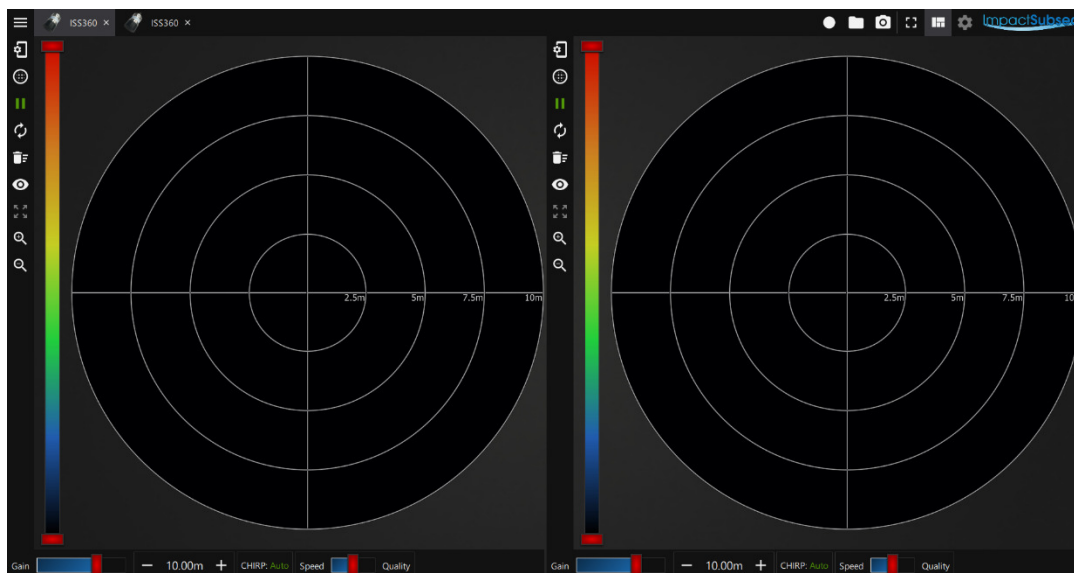 ISS360 × ISS360 × ImpactSubsea
2.5m 5m 7.5m 10m
2.5m 5m 7.5m
Gain 10.00m CHIRP: Auto Speed Quality
Gain 10.00m CHIRP: Auto Speed Quality